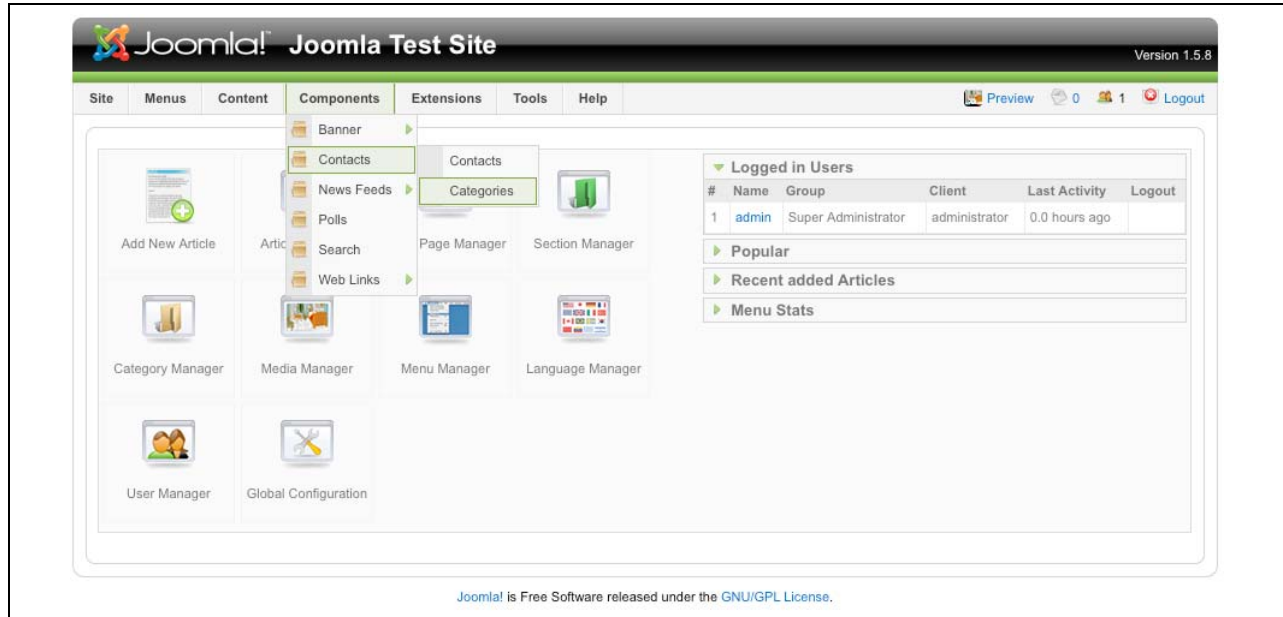 Joomla!™ Joomla Test Site
Version 1.5.8
Site Menus Content Components Extensions Tools Help
Preview 0 1 Logout
Banner
Contacts
News Feeds
Polls
Search
Web Links
Contacts
Categories
Add New Article
Artic
Page Manager
Section Manager
Category Manager
Media Manager
Menu Manager
Language Manager
User Manager
Global Configuration
Logged in Users
# Name Group Client Last Activity Logout
1 admin Super Administrator administrator 0.0 hours ago
Popular
Recent added Articles
Menu Stats
Joomla! is Free Software released under the GNU/GPL License.